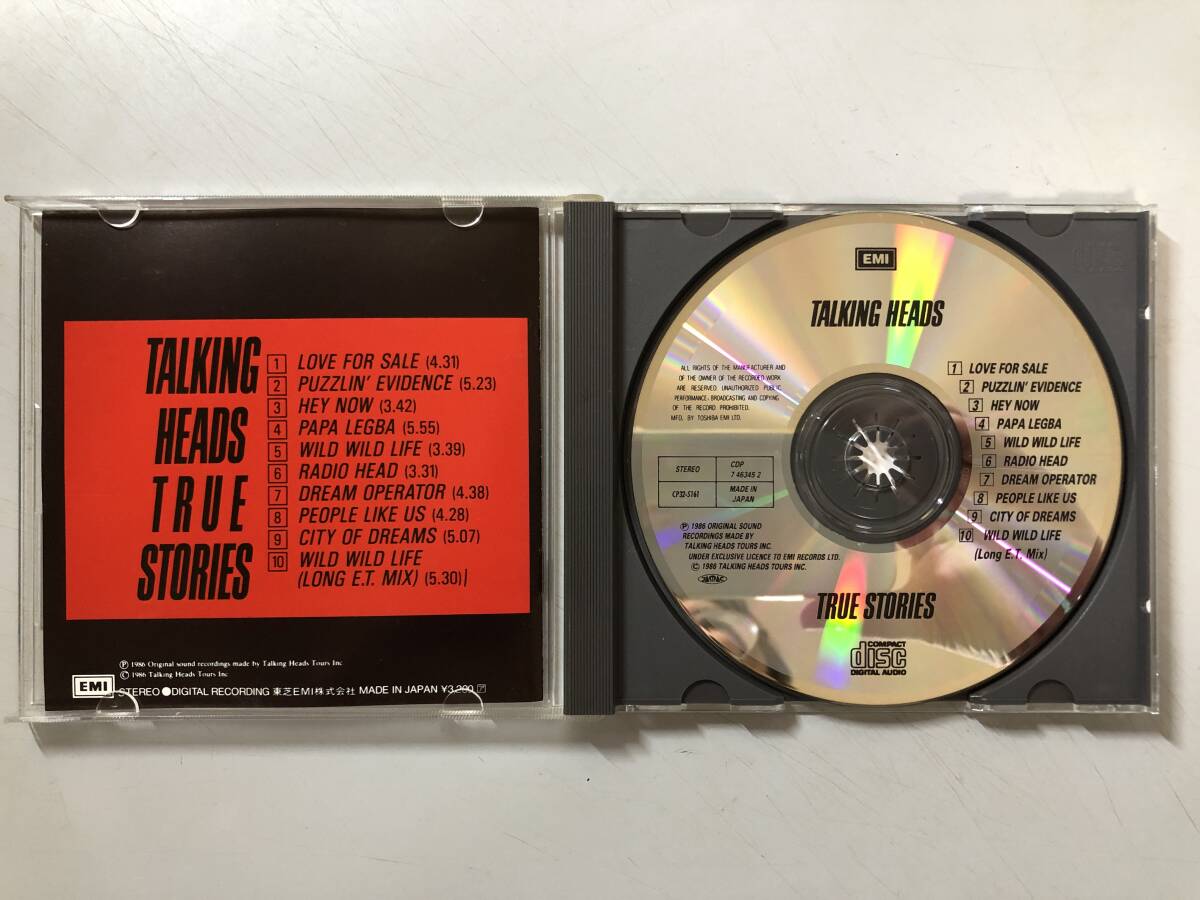 TALKING
HEADS
TRUE
STORIES
1 LOVE FOR SALE (4.31)
2 PUZZLIN' EVIDENCE (5.23)
3 HEY NOW (3.42)
4 PAPA LEGBA (5.55)
5 WILD WILD LIFE (3.39)
6 RADIO HEAD (3.31)
7 DREAM OPERATOR (4.38)
8 PEOPLE LIKE US (4.28)
9 CITY OF DREAMS (5.07)
10 WILD WILD LIFE
(LONG E.T. MIX) (5.30)
Ⓟ 1986 Original sound recordings made by Talking Heads Tours Inc
© 1986 Talking Heads Tours Inc
EMI STEREO ●DIGITAL RECORDING 東芝EMI株式会社 MADE IN JAPAN ¥3,200
EMI
TALKING HEADS
ALL RIGHTS OF THE MANUFACTURER AND
OF THE OWNER OF THE RECORDED WORK
ARE RESERVED UNAUTHORIZED PUBLIC
PERFORMANCE, BROADCASTING AND COPYING
OF THE RECORD PROHIBITED.
MFD. BY TOSHIBA EMI LTD.
STEREO
CDP
7 46345 2
CP32-5161
MADE IN
JAPAN
Ⓟ 1986 ORIGINAL SOUND
RECORDINGS MADE BY
TALKING HEADS TOURS INC.
UNDER EXCLUSIVE LICENCE TO EMI RECORDS LTD.
© 1986 TALKING HEADS TOURS INC.
JASRAC
1 LOVE FOR SALE
2 PUZZLIN' EVIDENCE
3 HEY NOW
4 PAPA LEGBA
5 WILD WILD LIFE
6 RADIO HEAD
7 DREAM OPERATOR
8 PEOPLE LIKE US
9 CITY OF DREAMS
10 WILD WILD LIFE
(Long E.T. Mix)
TRUE STORIES
COMPACT
disc
DIGITAL AUDIO